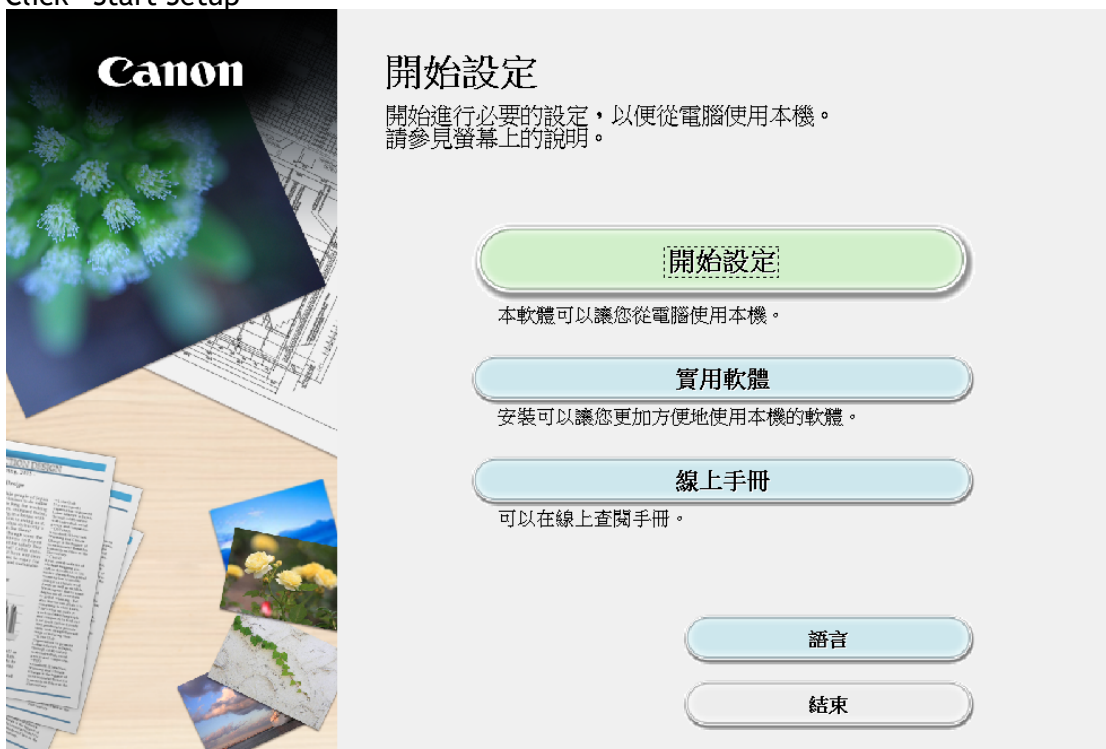 Click "Start Setup"
Canon
開始設定
開始進行必要的設定，以便從電腦使用本機。
請參見螢幕上的說明。
開始設定
本軟體可以讓您從電腦使用本機。
實用軟體
安裝可以讓您更加方便地使用本機的軟體。
線上手冊
可以在線上查閱手冊。
語言
結束